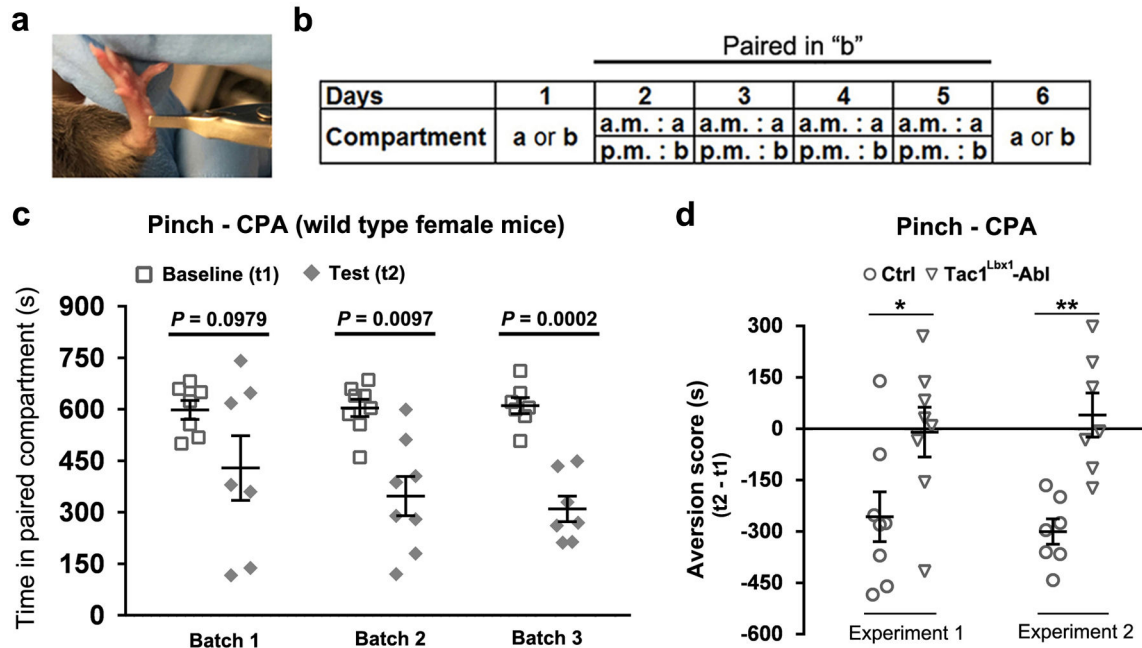 a
b
Paired in “b”
Days 1 2 3 4 5 6
Compartment a or b a.m. : a a.m. : a a.m. : a a.m. : a a or b
p.m. : b p.m. : b p.m. : b p.m. : b
c
Pinch - CPA (wild type female mice)
Baseline (t1) Test (t2)
Time in paired compartment (s)
900
750
600
450
300
150
0
P = 0.0979 P = 0.0097 P = 0.0002
Batch 1 Batch 2 Batch 3
d
Pinch - CPA
Ctrl Tac1Lbx1-Abl
* **
Aversion score (s)
(t2 - t1)
300
150
0
-150
-300
-450
-600
Experiment 1 Experiment 2